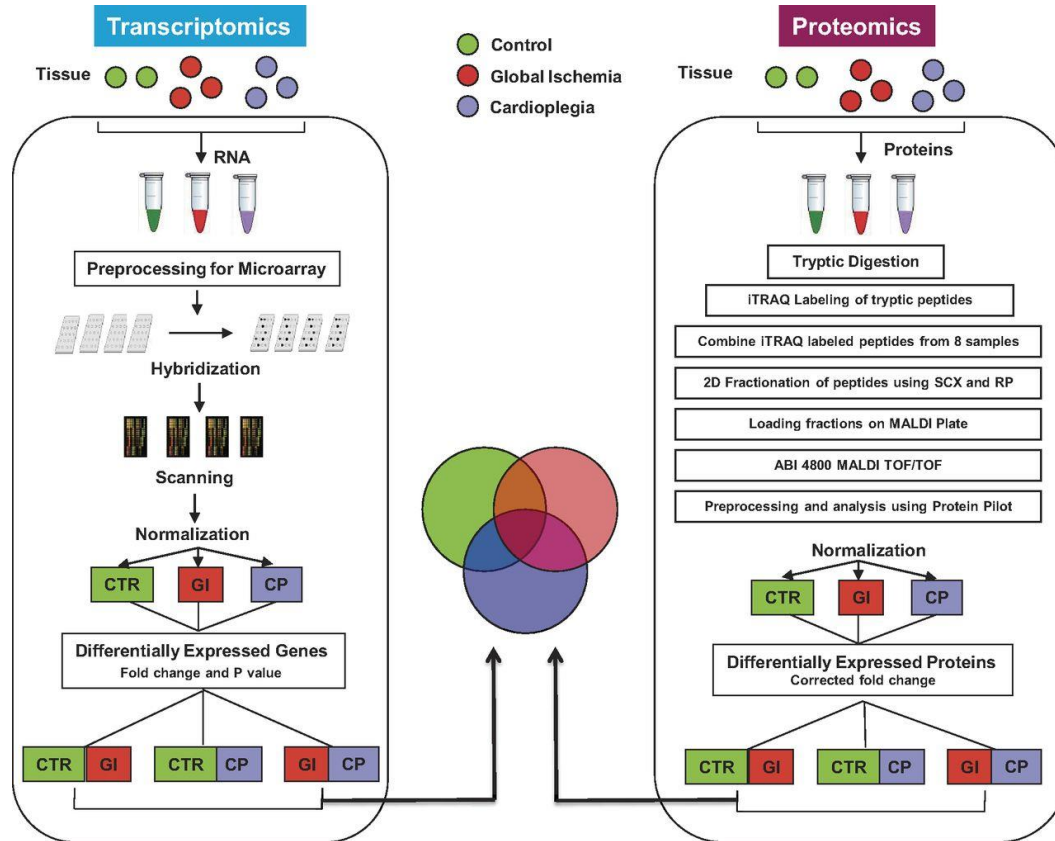 Transcriptomics
Tissue
RNA
Preprocessing for Microarray
Hybridization
Scanning
Normalization
CTR
GI
CP
Differentially Expressed Genes
Fold change and P value
CTR GI
CTR CP
GI CP
Control
Global Ischemia
Cardioplegia
Proteomics
Tissue
Proteins
Tryptic Digestion
iTRAQ Labeling of tryptic peptides
Combine iTRAQ labeled peptides from 8 samples
2D Fractionation of peptides using SCX and RP
Loading fractions on MALDI Plate
ABI 4800 MALDI TOF/TOF
Preprocessing and analysis using Protein Pilot
Normalization
CTR
GI
CP
Differentially Expressed Proteins
Corrected fold change
CTR GI
CTR CP
GI CP